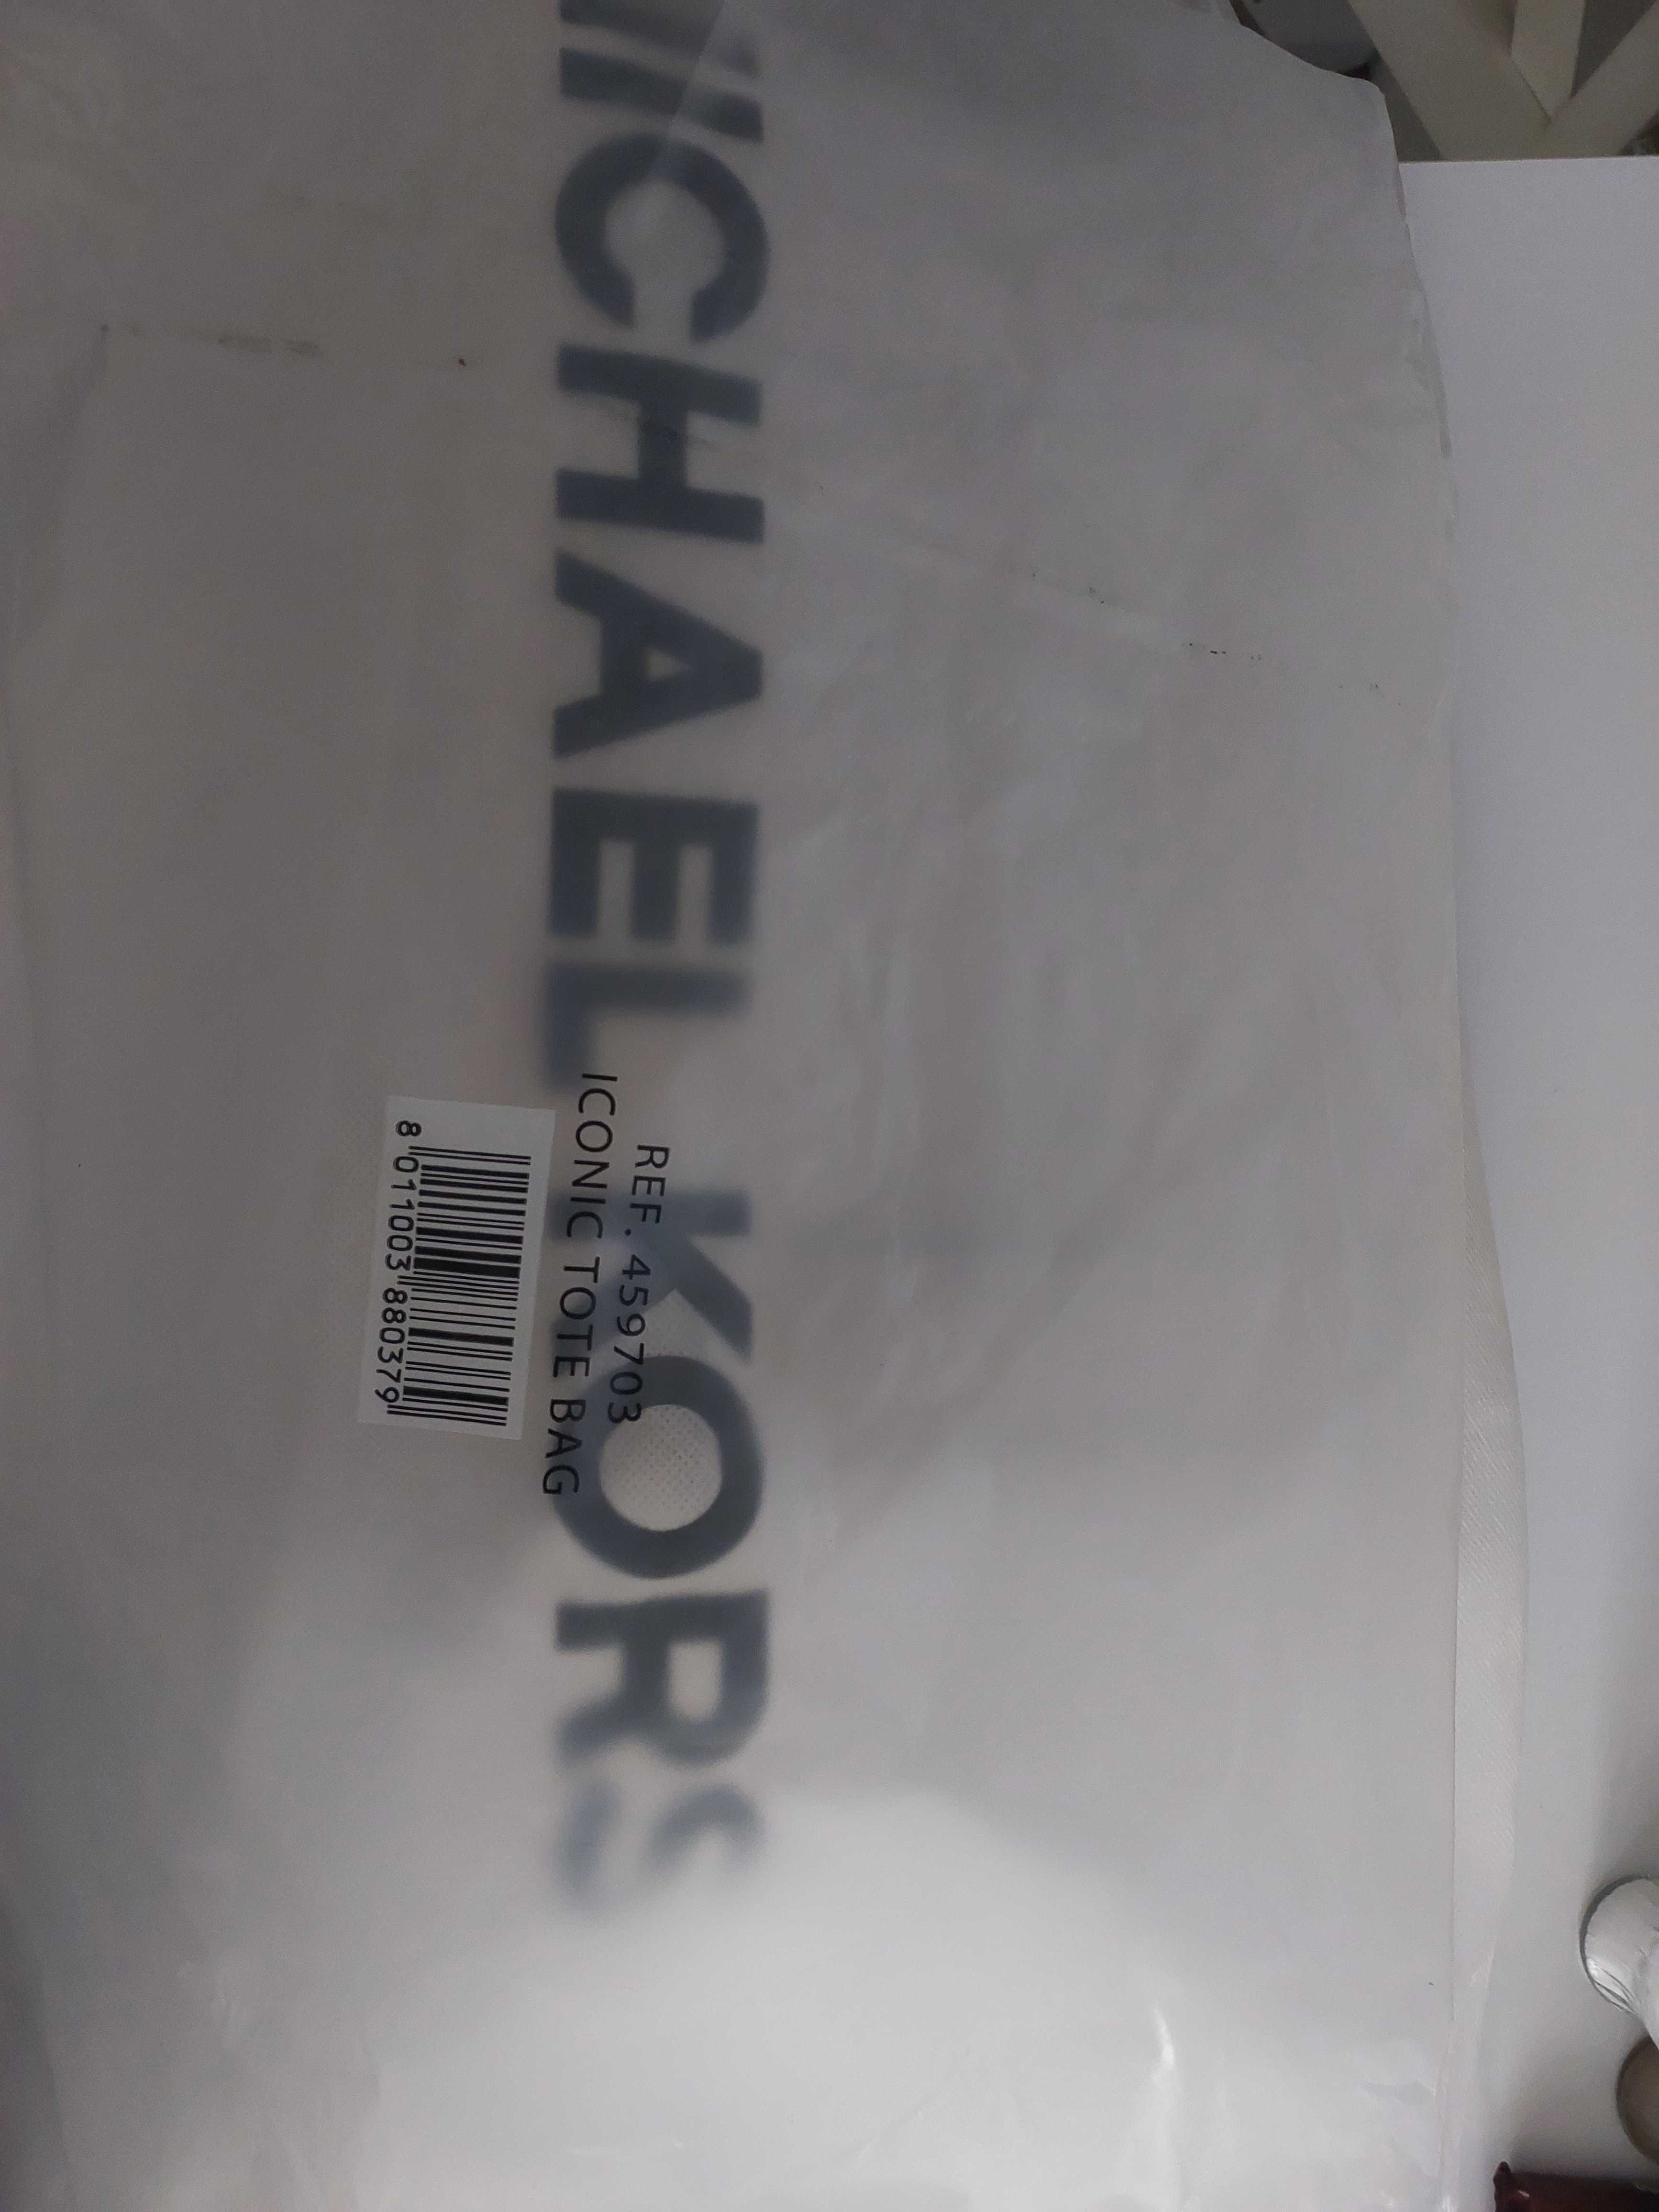 MICHAEL KORS
REF. 459703
ICONIC TOTE BAG
8 011003 880379